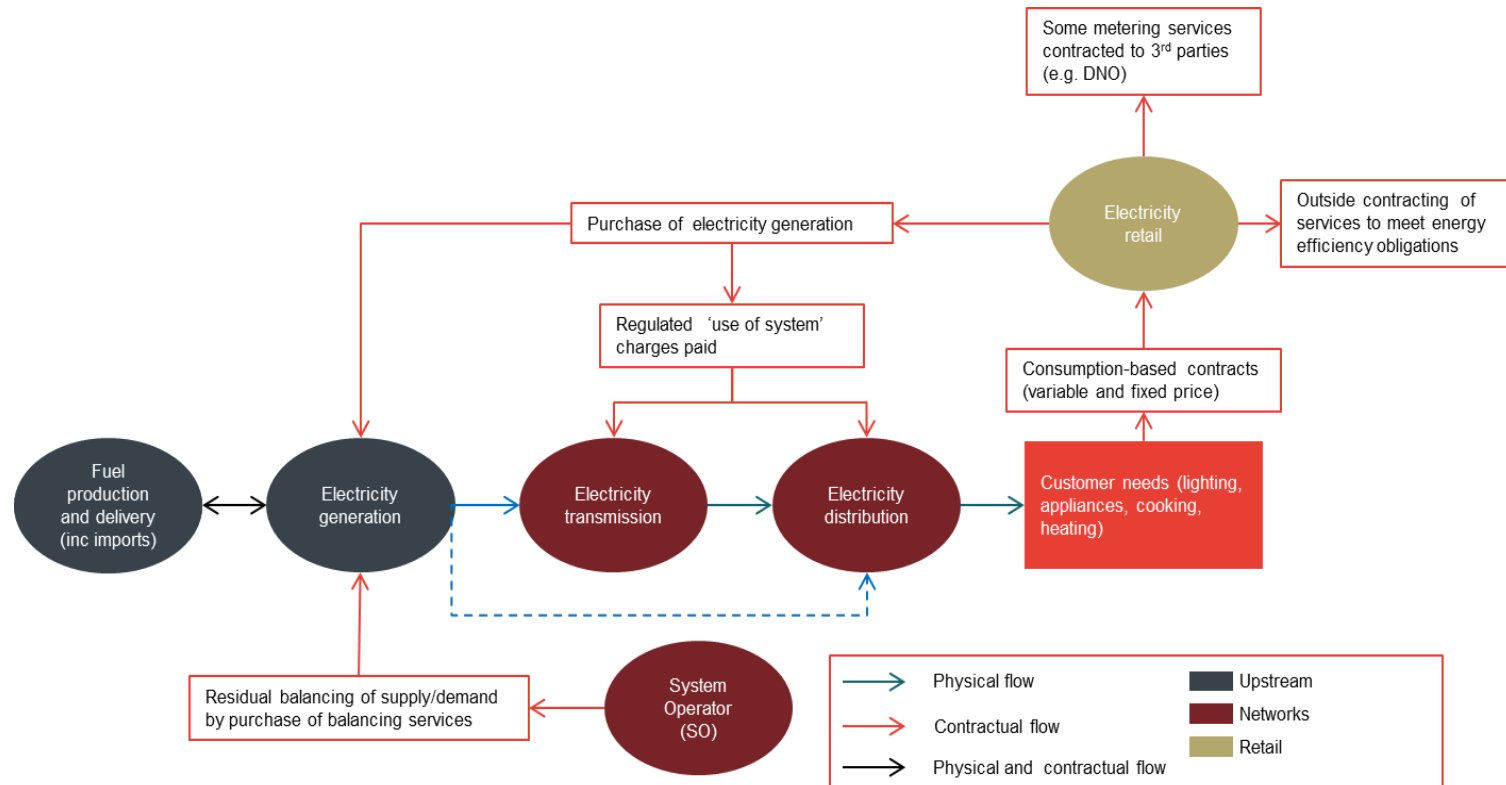 Some metering services
contracted to 3rd parties
(e.g. DNO)
Electricity
retail
Outside contracting of
services to meet energy
efficiency obligations
Purchase of electricity generation
Regulated ‘use of system’
charges paid
Consumption-based contracts
(variable and fixed price)
Fuel
production
and delivery
(inc imports)
Electricity
generation
Electricity
transmission
Electricity
distribution
Customer needs (lighting,
appliances, cooking,
heating)
Residual balancing of supply/demand
by purchase of balancing services
System
Operator
(SO)
Physical flow
Contractual flow
Physical and contractual flow
Upstream
Networks
Retail